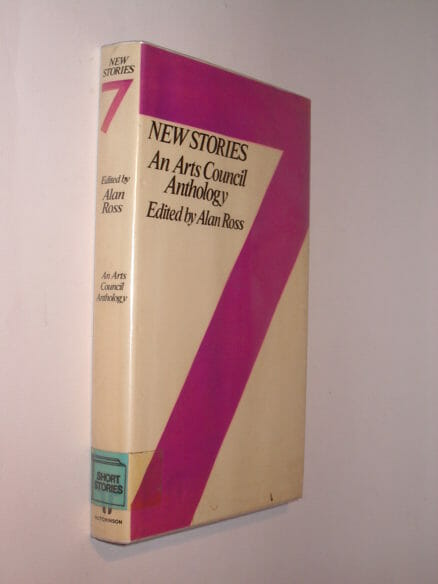 NEW
STORIES
7
Edited by
Alan
Ross
An Arts
Council
Anthology
SHORT
STORIES
HUTCHINSON
NEW STORIES
An Arts Council
Anthology
Edited by Alan Ross
7